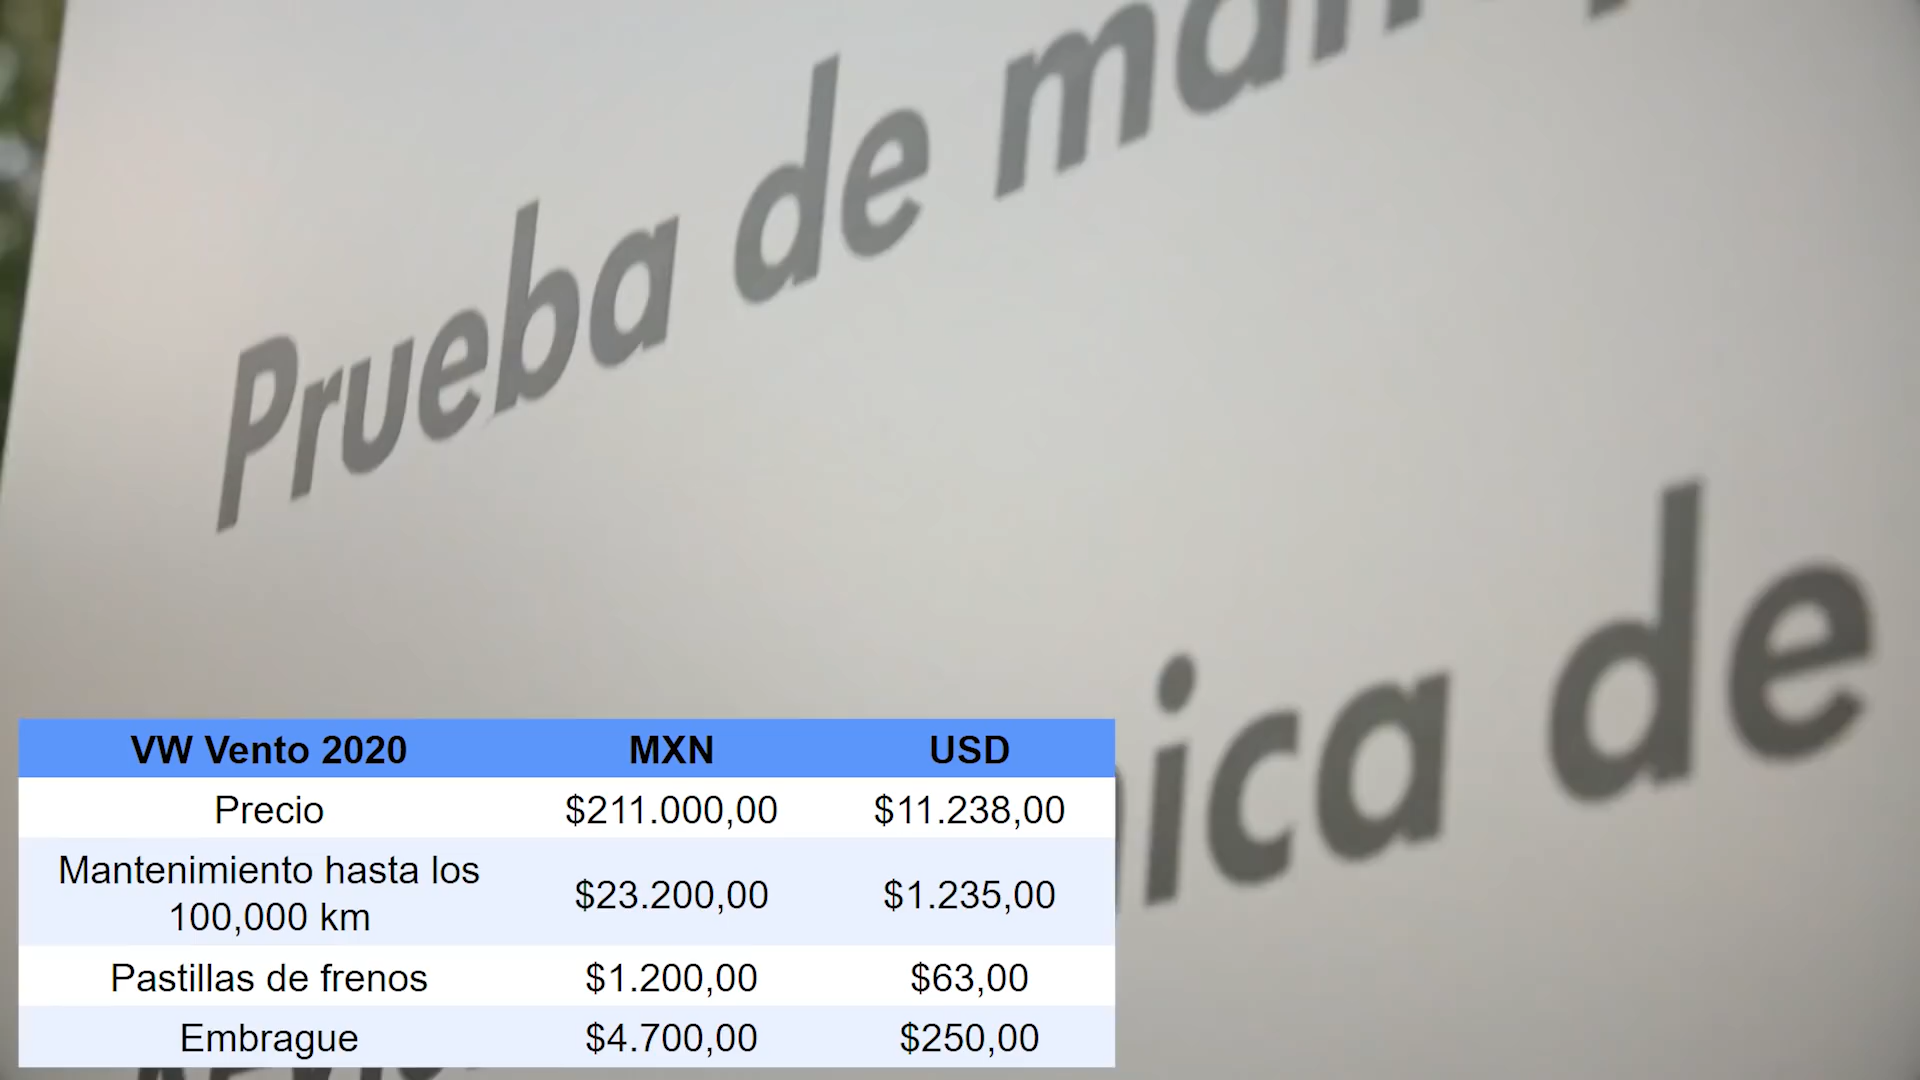 Prueba de
de
VW Vento 2020 MXN USD
Precio $211.000,00 $11.238,00
Mantenimiento hasta los
100,000 km $23.200,00 $1.235,00
Pastillas de frenos $1.200,00 $63,00
Embrague $4.700,00 $250,00